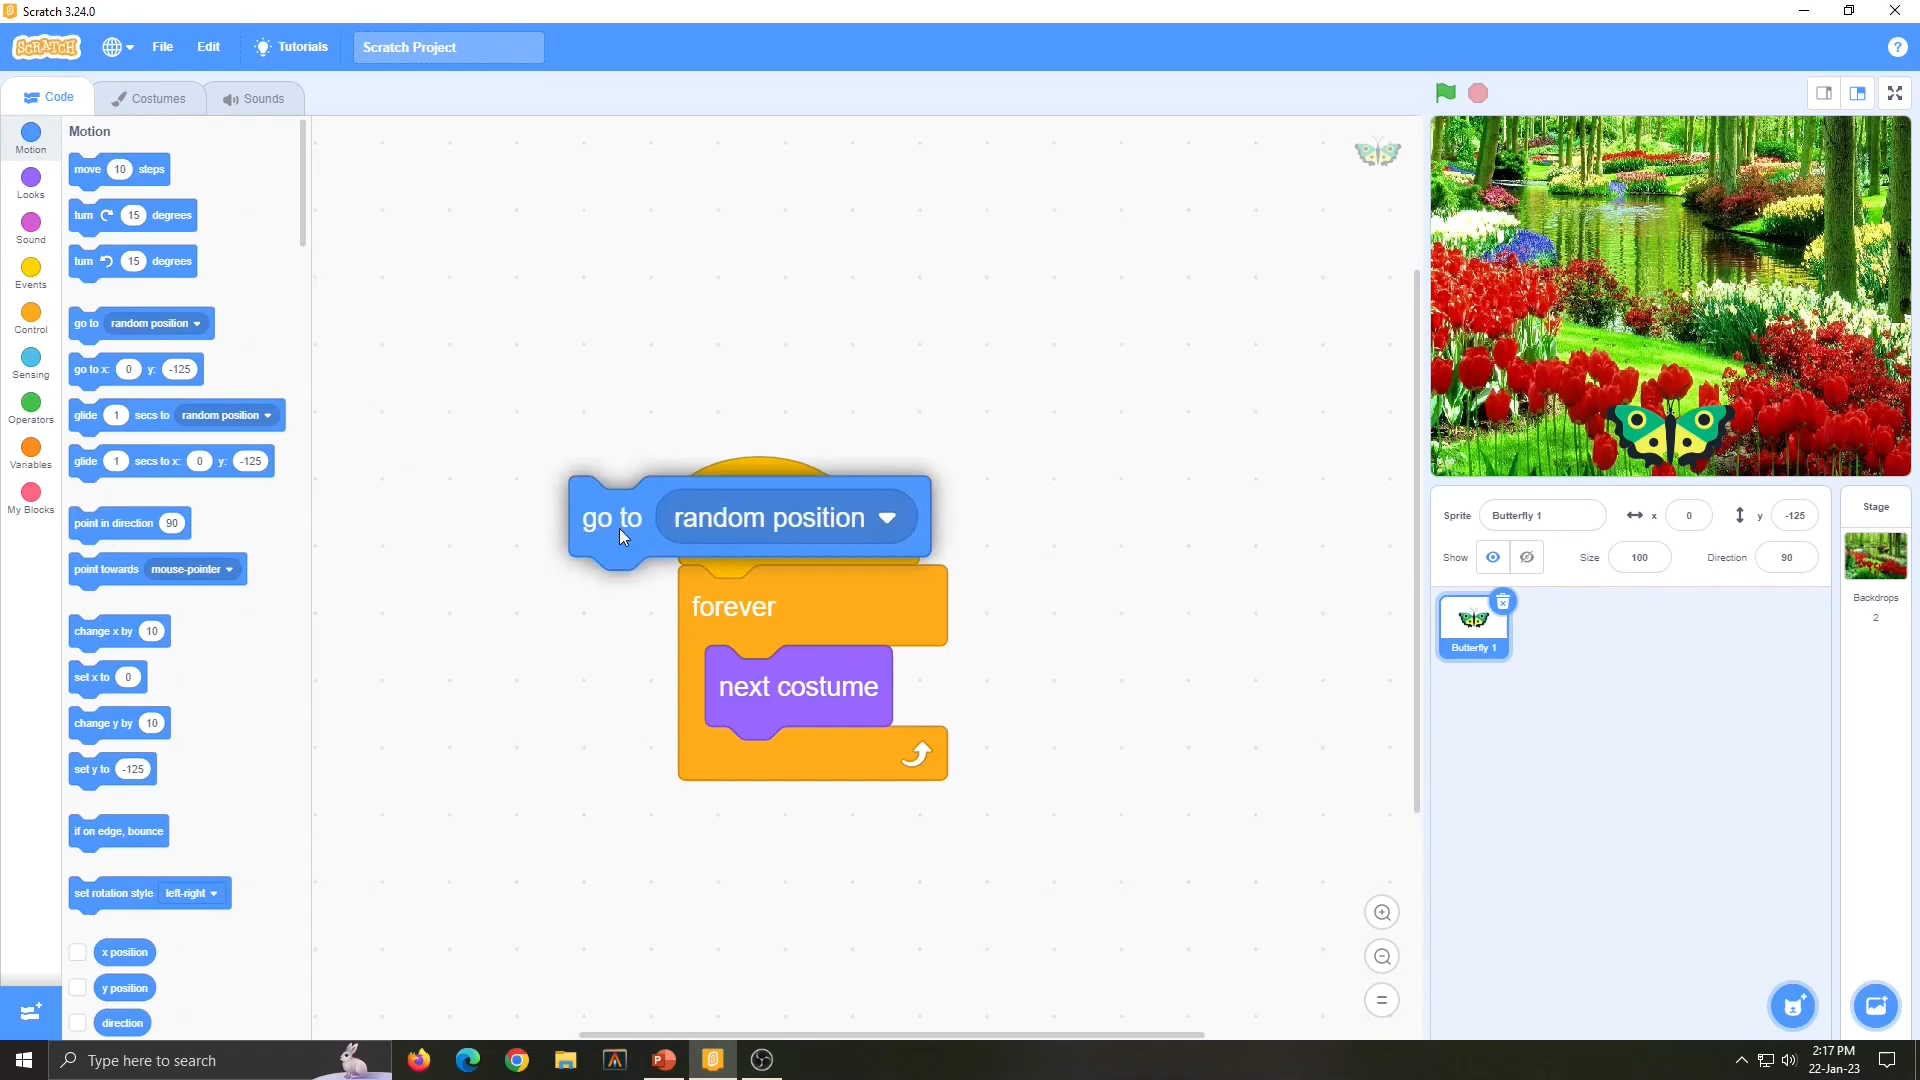 Scratch 3.24.0
SCRATCH File Edit Tutorials Scratch Project ?
Code Costumes Sounds
Motion
Looks
Sound
Events
Control
Sensing
Operators
Variables
My Blocks
Motion
move 10 steps
turn 15 degrees
turn 15 degrees
go to random position
go to x: 0 y: -125
glide 1 secs to random position
glide 1 secs to x: 0 y: -125
point in direction 90
point towards mouse-pointer
change x by 10
set x to 0
change y by 10
set y to -125
if on edge, bounce
set rotation style left-right
x position
y position
direction
go to random position
forever
next costume
Sprite Butterfly 1 x 0 y -125
Show Size 100 Direction 90
Butterfly 1
Stage
Backdrops
2
Type here to search
2:17 PM
22-Jan-23